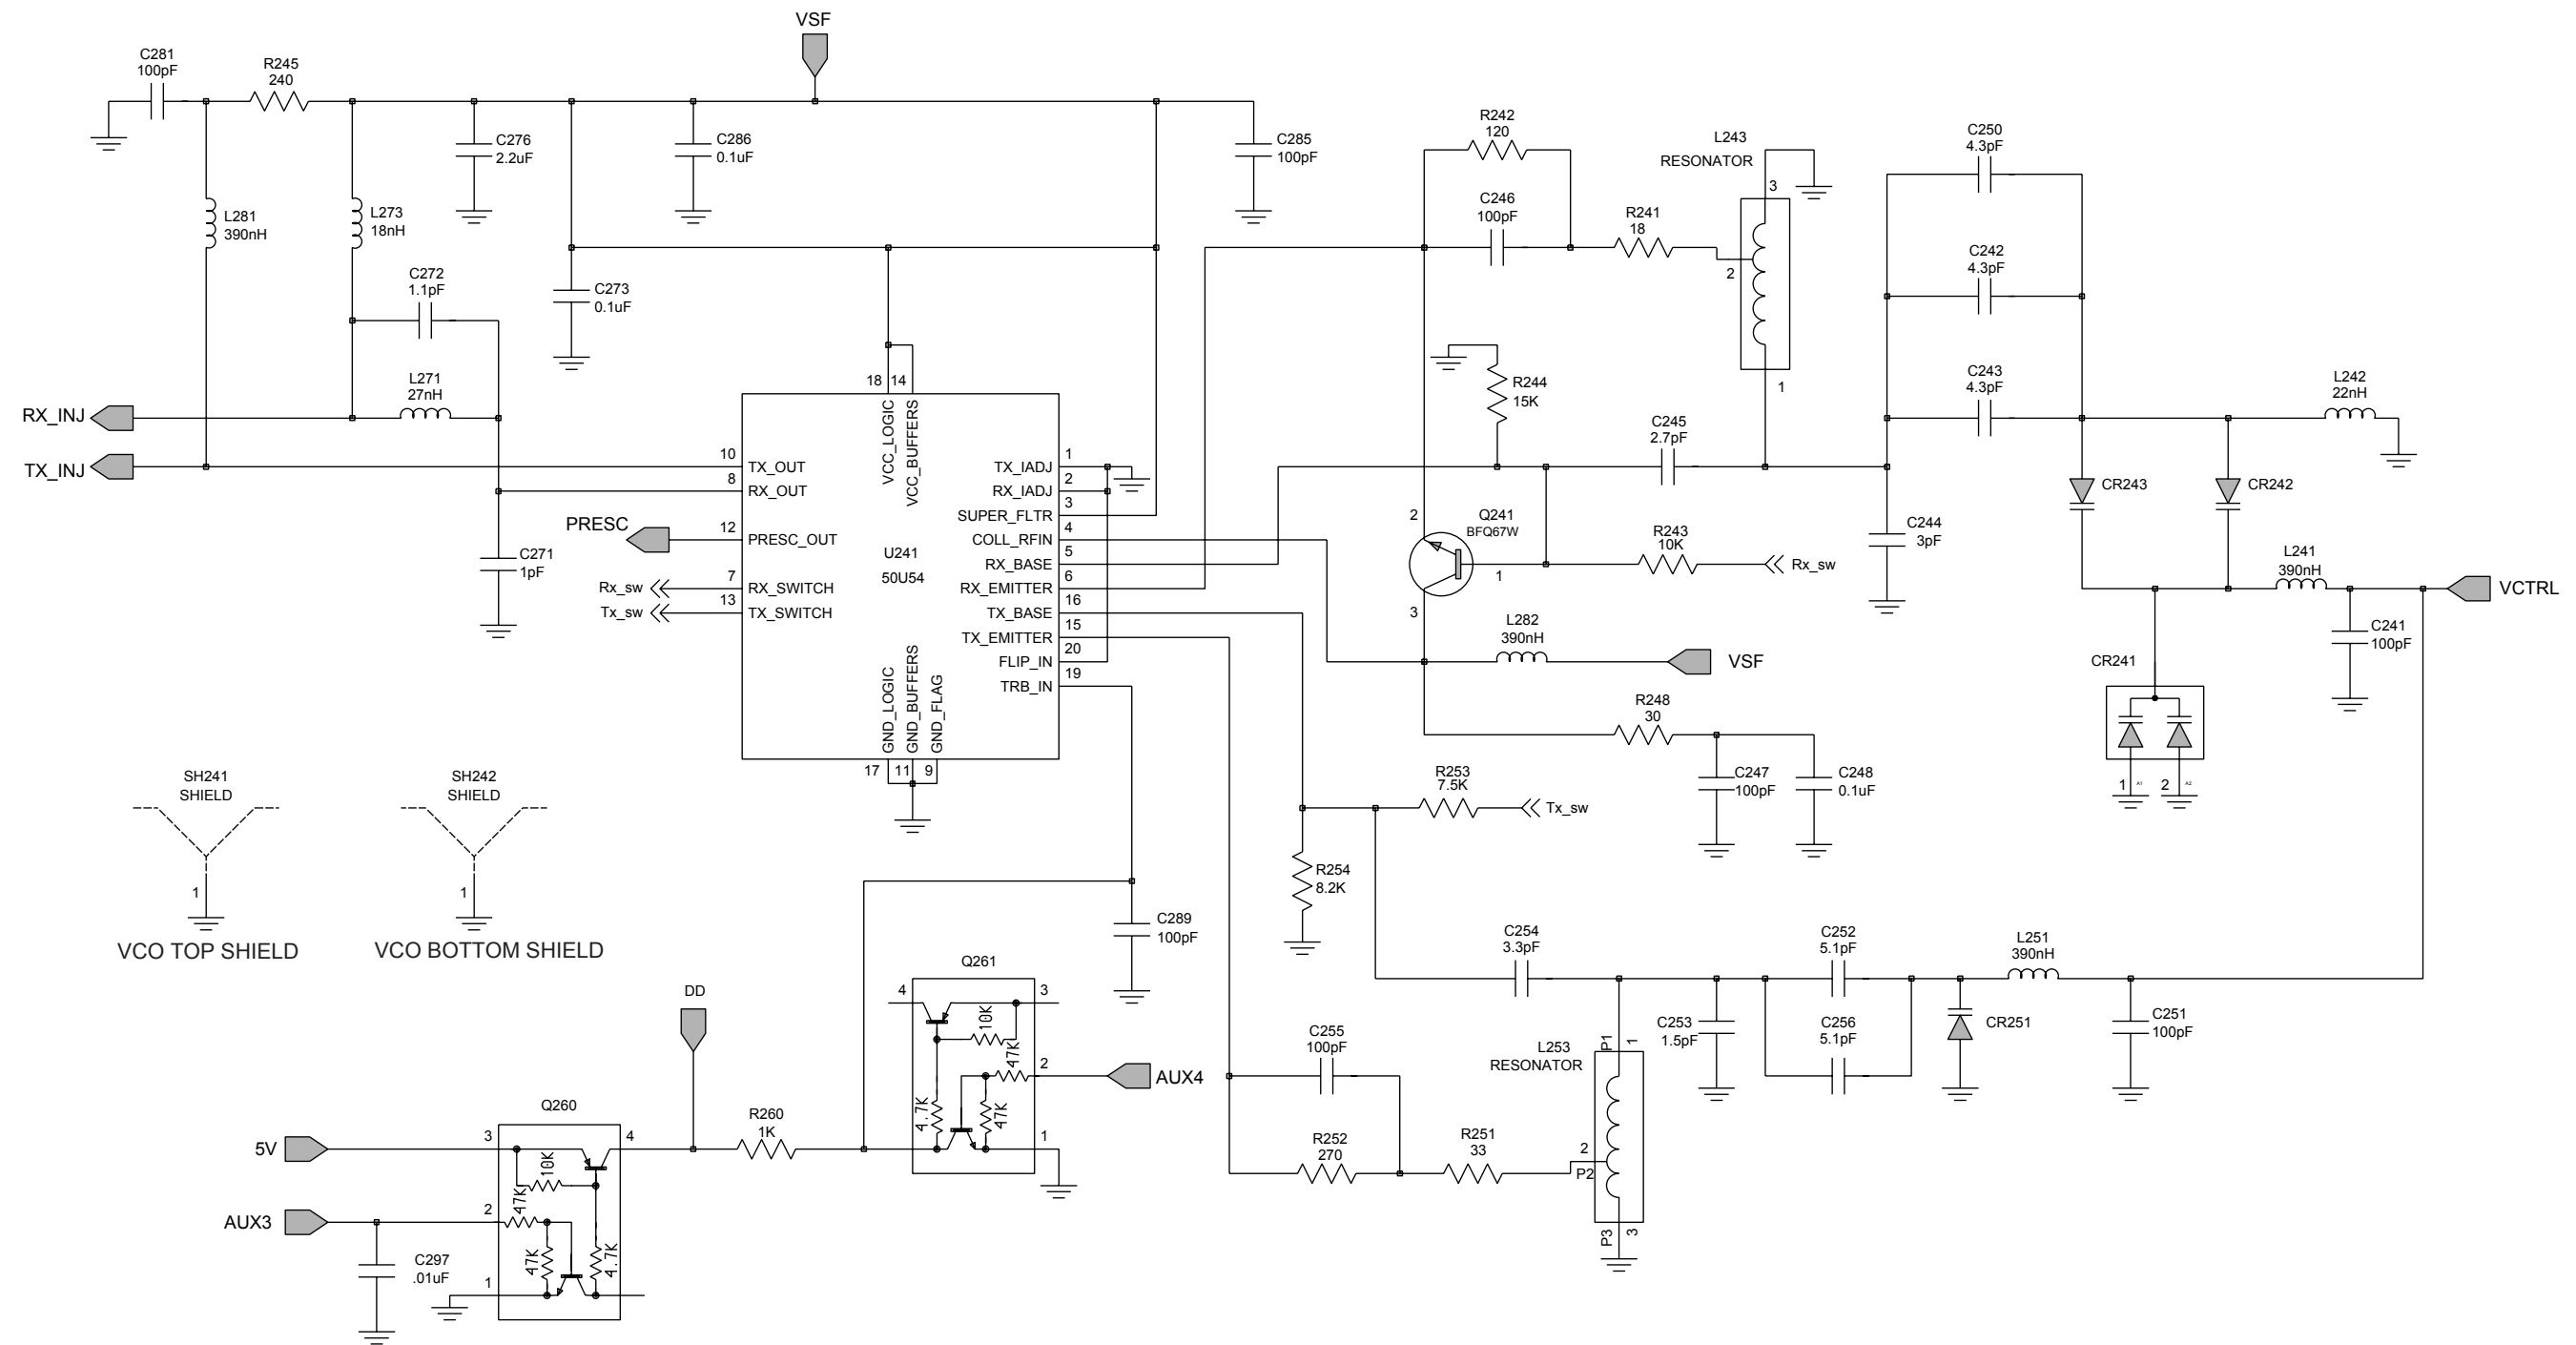 VSF
C281
100pF
R245
240
C276
2.2uF
C286
0.1uF
C285
100pF
L281
390nH
L273
18nH
C272
1.1pF
C273
0.1uF
L271
27nH
RX_INJ
TX_INJ
C271
1pF
PRESC
Rx_sw
Tx_sw
18
14
VCC_LOGIC
VCC_BUFFERS
10
TX_OUT
8
RX_OUT
12
PRESC_OUT
7
RX_SWITCH
13
TX_SWITCH
U241
50U54
1
TX_IADJ
2
RX_IADJ
3
SUPER_FLTR
4
COLL_RFIN
5
RX_BASE
6
RX_EMITTER
16
TX_BASE
15
TX_EMITTER
20
FLIP_IN
19
TRB_IN
GND_LOGIC
GND_BUFFERS
GND_FLAG
17
11
9
R242
120
C246
100pF
R241
18
L243
RESONATOR
3
2
1
R244
15K
C245
2.7pF
Q241
BFQ67W
2
1
3
R243
10K
Rx_sw
L282
390nH
VSF
R248
30
C247
100pF
C248
0.1uF
C250
4.3pF
C242
4.3pF
C243
4.3pF
C244
3pF
L242
22nH
CR243
CR242
L241
390nH
VCTRL
C241
100pF
CR241
1
A1
2
A2
SH241
SHIELD
1
VCO TOP SHIELD
SH242
SHIELD
1
VCO BOTTOM SHIELD
R253
7.5K
Tx_sw
R254
8.2K
C289
100pF
C254
3.3pF
C252
5.1pF
L251
390nH
C253
1.5pF
C256
5.1pF
CR251
C251
100pF
C255
100pF
R252
270
R251
33
L253
RESONATOR
P1
1
2
P2
P3
3
Q261
4
3
10K
47K
2
4.7K
47K
1
AUX4
DD
R260
1K
Q260
5V
3
4
10K
47K
AUX3
2
47K
4.7K
1
C297
.01uF